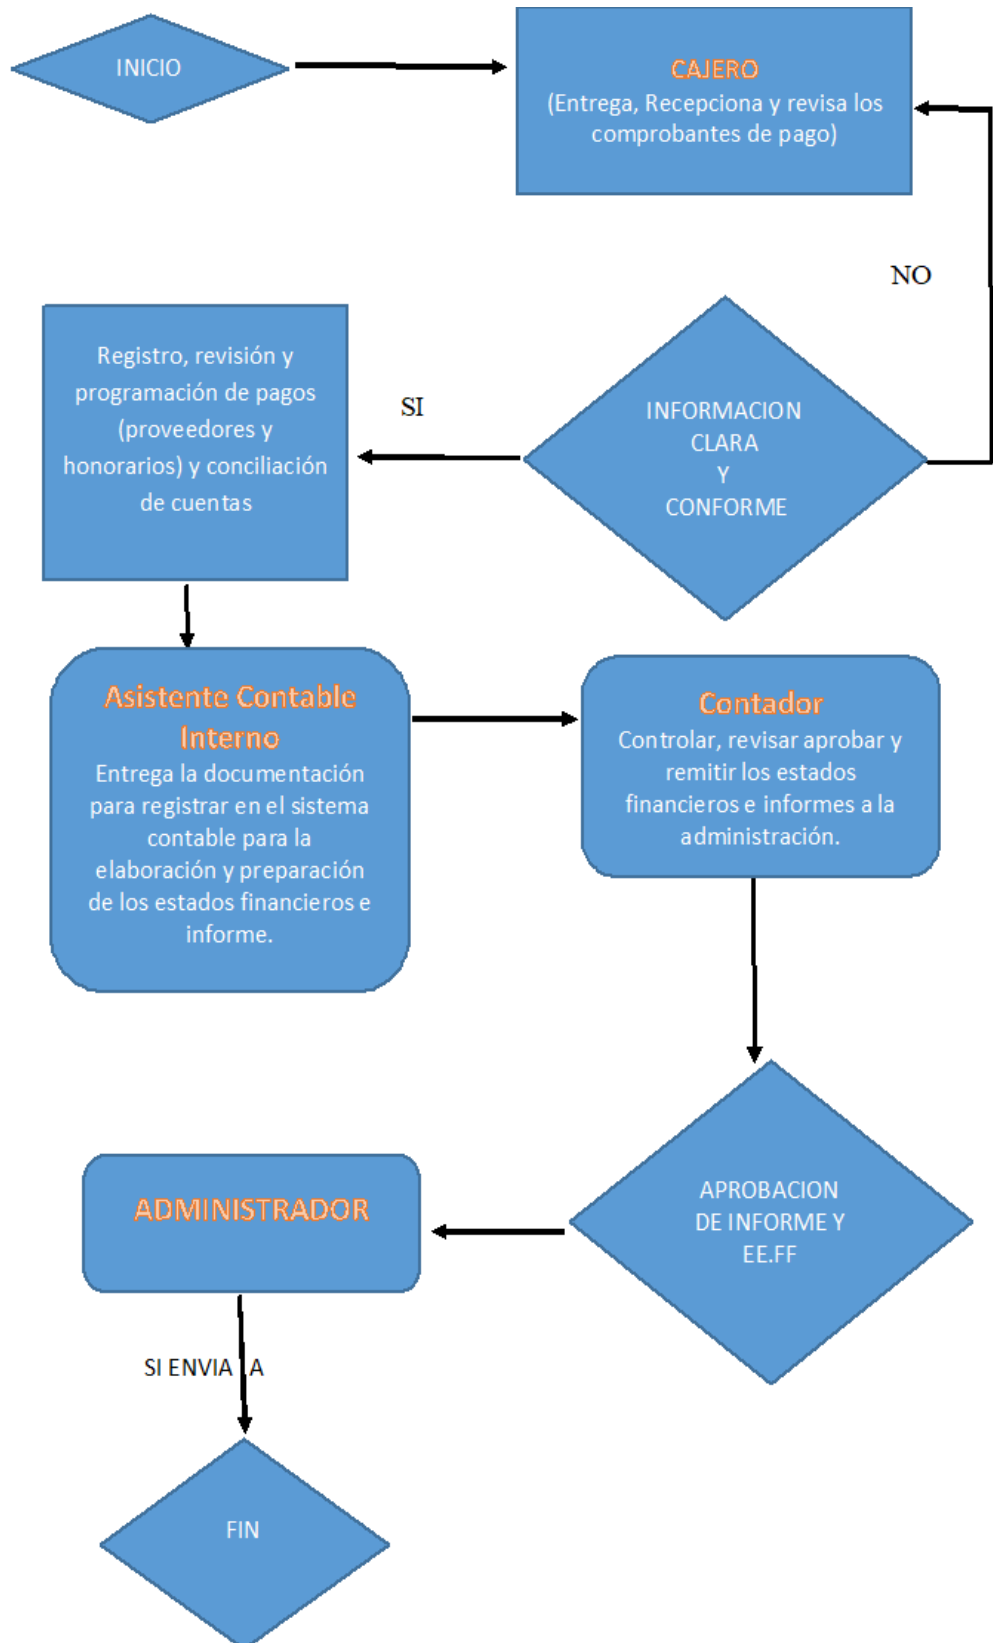 INICIO
CAJERO
(Entrega, Recepciona y revisa los
comprobantes de pago)
NO
INFORMACION
CLARA
Y
CONFORME
SI
Registro, revisión y
programación de pagos
(proveedores y
honorarios) y conciliación
de cuentas
Asistente Contable
Interno
Entrega la documentación
para registrar en el sistema
contable para la
elaboración y preparación
de los estados financieros e
informe.
Contador
Controlar, revisar aprobar y
remitir los estados
financieros e informes a la
administración.
APROBACION
DE INFORME Y
EE.FF
ADMINISTRADOR
SI ENVIA A
FIN